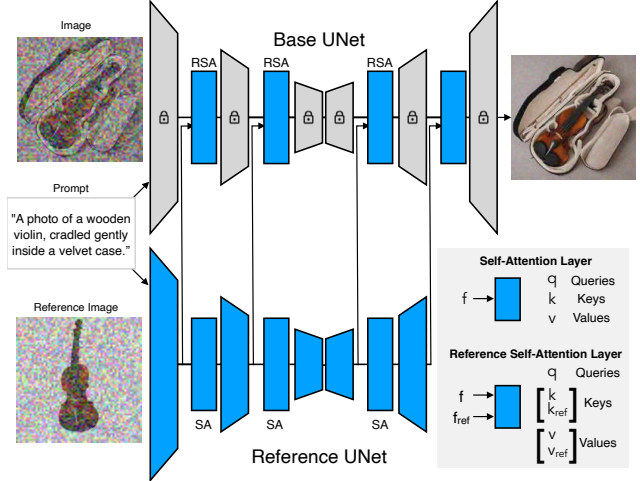 Image
Base UNet
RSA
RSA
RSA
Prompt
"A photo of a wooden
violin, cradled gently
inside a velvet case.”
Reference Image
SA
SA
SA
Reference UNet
Self-Attention Layer
f
q Queries
k Keys
v Values
Reference Self-Attention Layer
q Queries
f
fref
[k
kref] Keys
[v
vref] Values